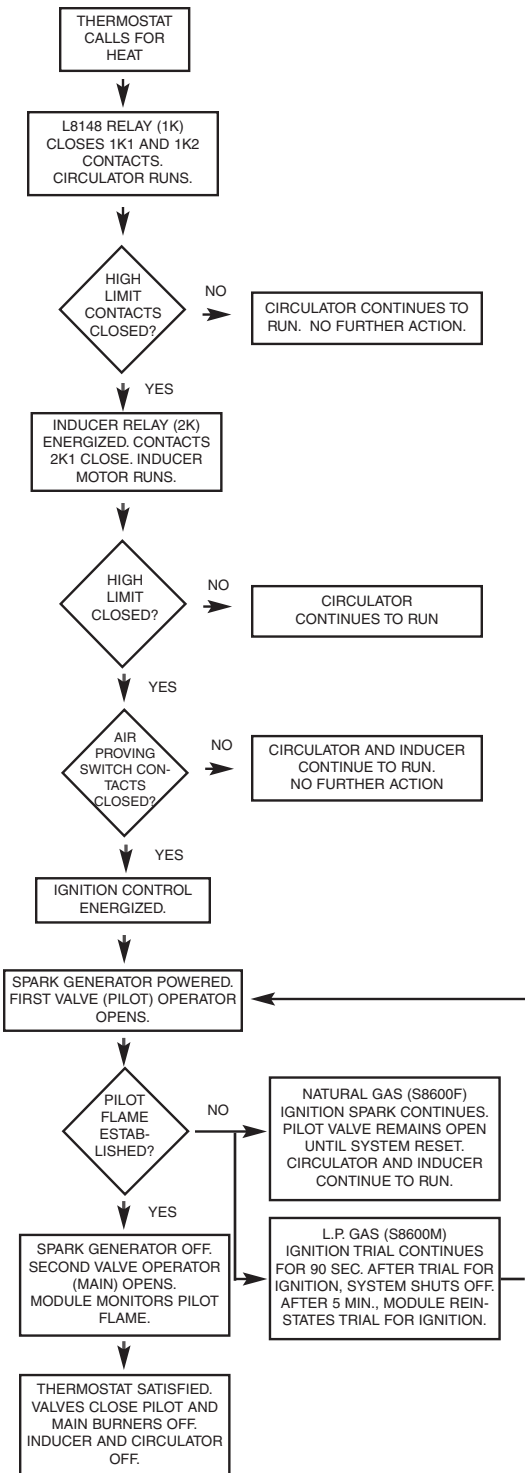 THERMOSTAT
CALLS FOR
HEAT
L8148 RELAY (1K)
CLOSES 1K1 AND 1K2
CONTACTS.
CIRCULATOR RUNS.
HIGH
LIMIT
CONTACTS
CLOSED?
NO
CIRCULATOR CONTINUES TO
RUN. NO FURTHER ACTION.
YES
INDUCER RELAY (2K)
ENERGIZED. CONTACTS
2K1 CLOSE. INDUCER
MOTOR RUNS.
HIGH
LIMIT
CLOSED?
NO
CIRCULATOR
CONTINUES TO RUN
YES
AIR
PROVING
SWITCH CON-
TACTS
CLOSED?
NO
CIRCULATOR AND INDUCER
CONTINUE TO RUN.
NO FURTHER ACTION
YES
IGNITION CONTROL
ENERGIZED.
SPARK GENERATOR POWERED.
FIRST VALVE (PILOT) OPERATOR
OPENS.
PILOT
FLAME
ESTAB-
LISHED?
NO
NATURAL GAS (S8600F)
IGNITION SPARK CONTINUES.
PILOT VALVE REMAINS OPEN
UNTIL SYSTEM RESET.
CIRCULATOR AND INDUCER
CONTINUE TO RUN.
YES
SPARK GENERATOR OFF.
SECOND VALVE OPERATOR
(MAIN) OPENS.
MODULE MONITORS PILOT
FLAME.
L.P. GAS (S8600M)
IGNITION TRIAL CONTINUES
FOR 90 SEC. AFTER TRIAL FOR
IGNITION, SYSTEM SHUTS OFF.
AFTER 5 MIN., MODULE REIN-
STATES TRIAL FOR IGNITION.
THERMOSTAT SATISFIED.
VALVES CLOSE PILOT AND
MAIN BURNERS OFF.
INDUCER AND CIRCULATOR
OFF.